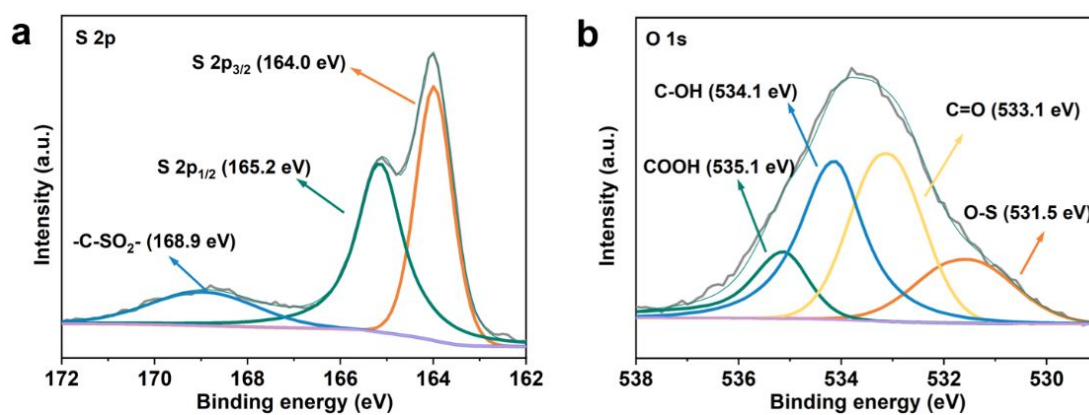 a
S 2p
S 2p3/2 (164.0 eV)
S 2p1/2 (165.2 eV)
-C-SO2- (168.9 eV)
Intensity (a.u.)
172 170 168 166 164 162
Binding energy (eV)
b
O 1s
C-OH (534.1 eV)
C=O (533.1 eV)
COOH (535.1 eV)
O-S (531.5 eV)
Intensity (a.u.)
538 536 534 532 530
Binding energy (eV)